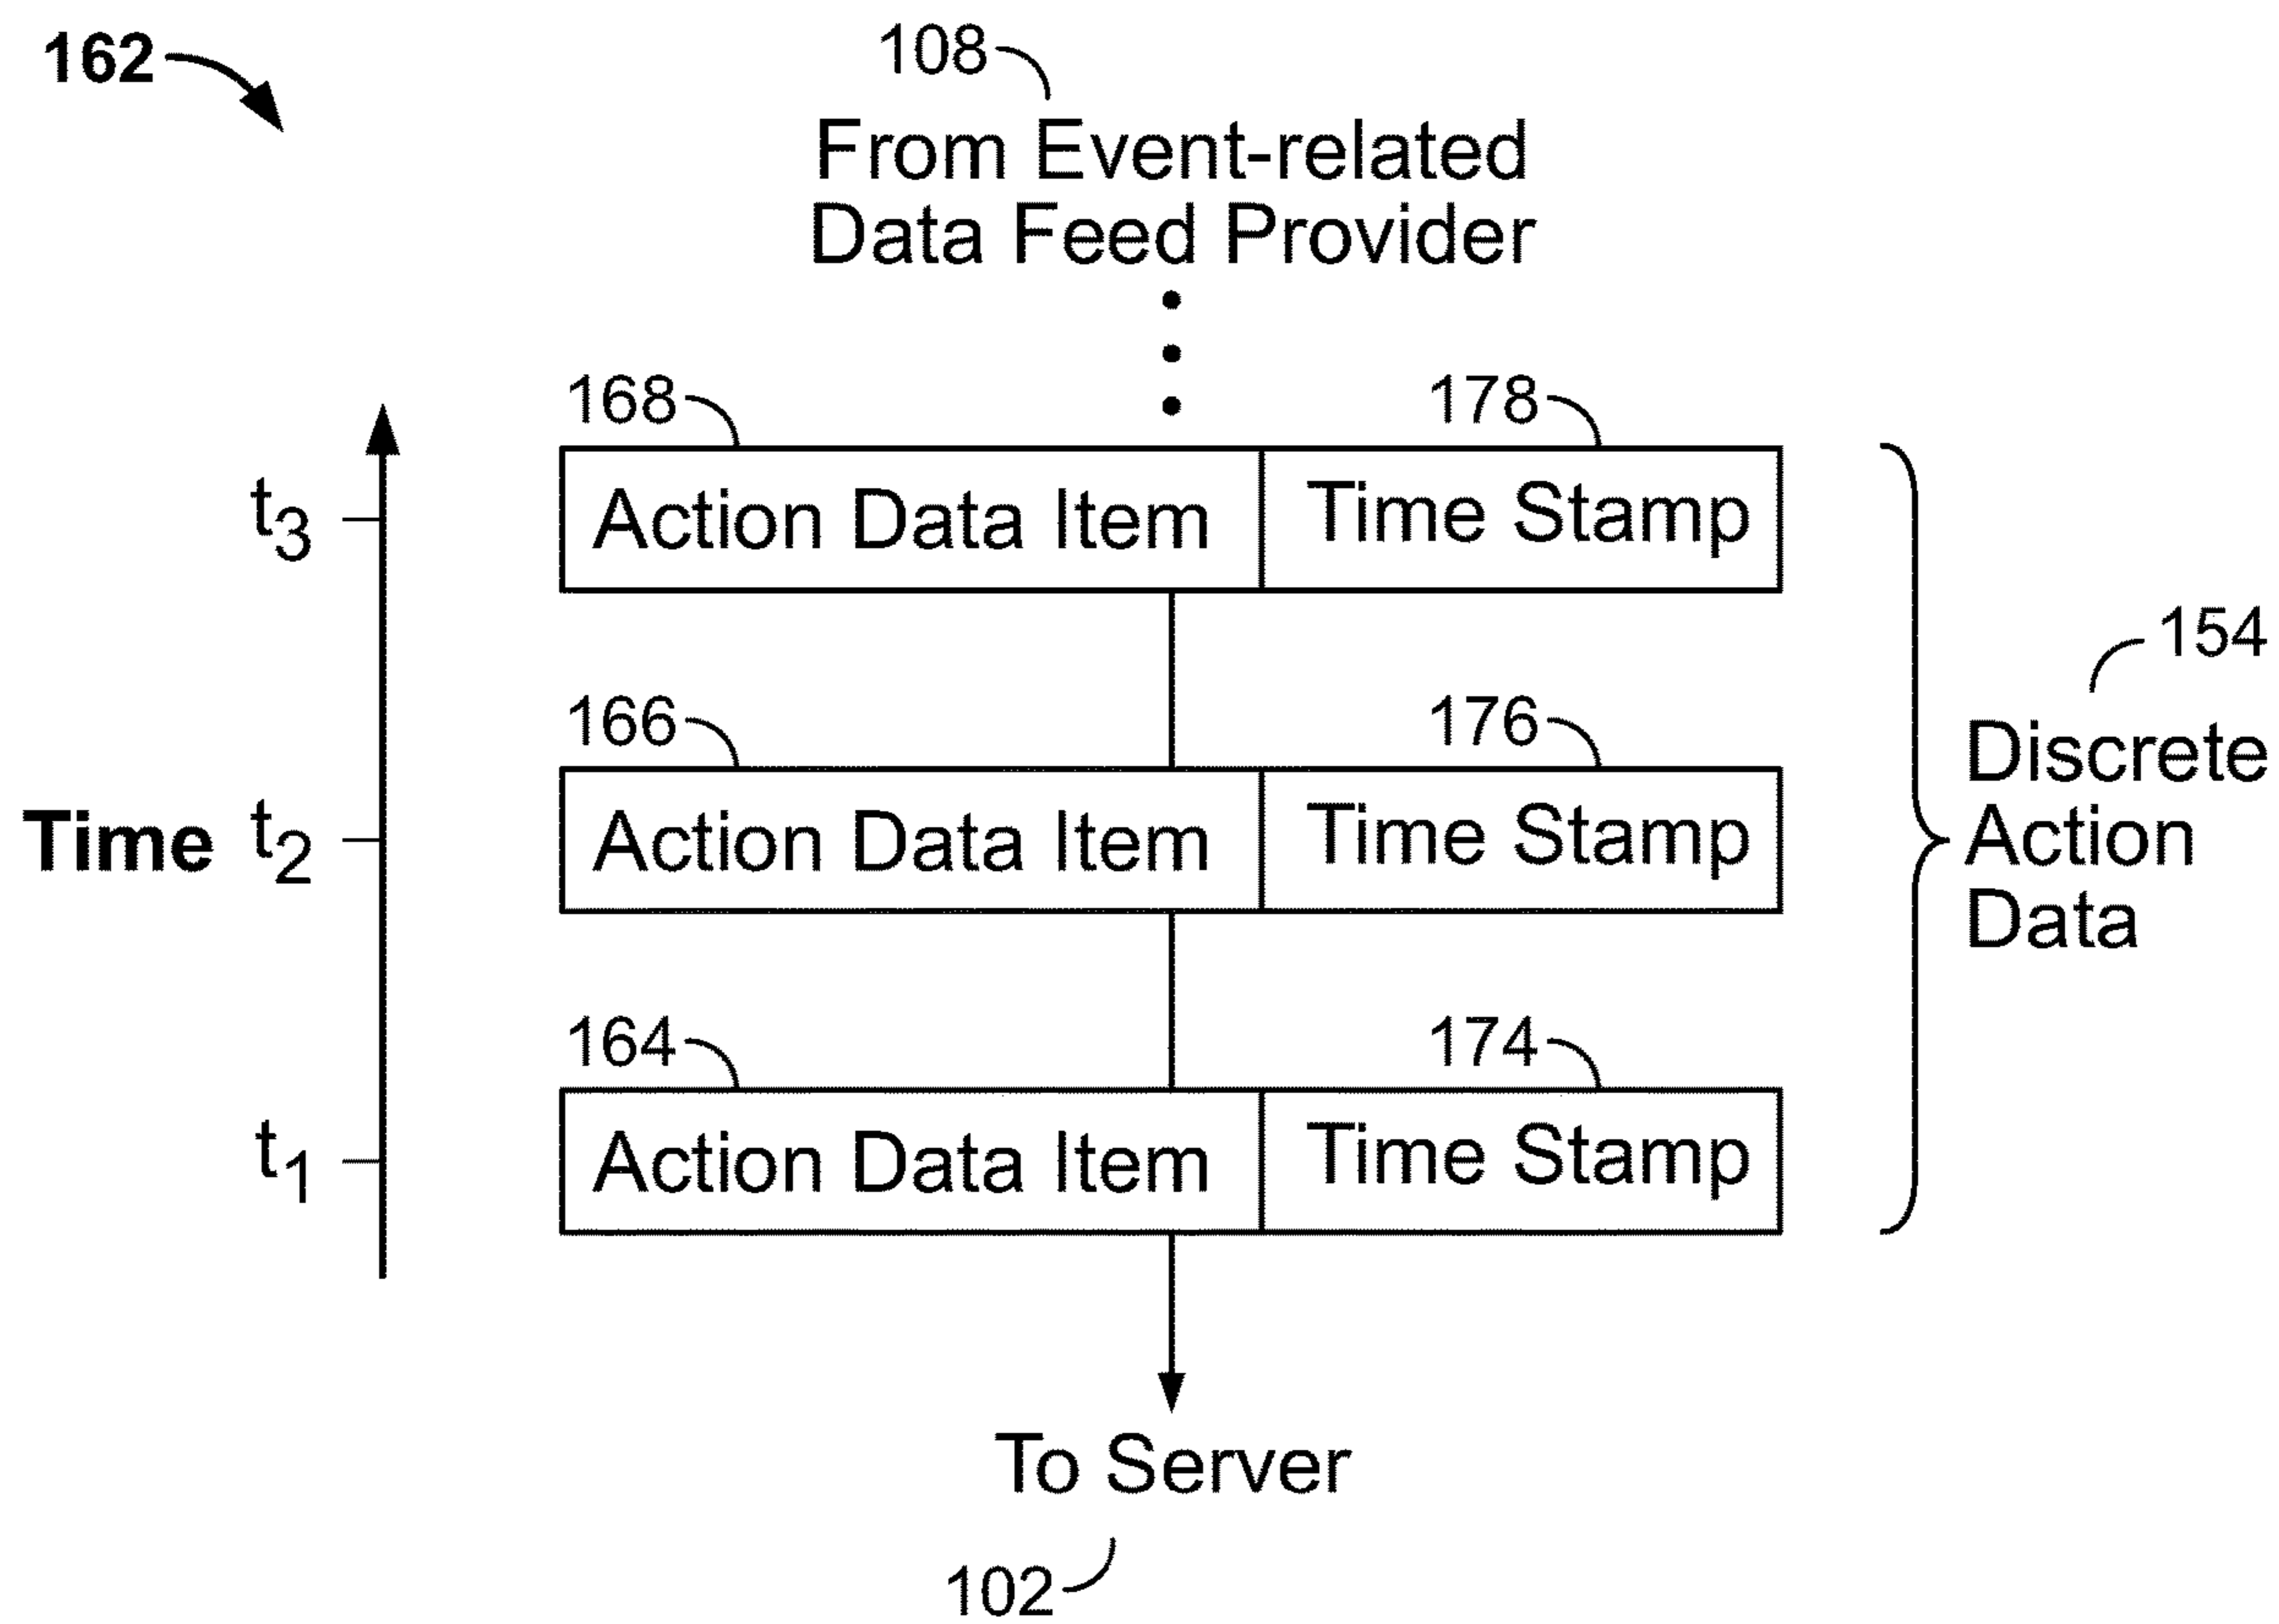 162
108
From Event-related
Data Feed Provider
168 178
t3 Action Data Item Time Stamp
154
166 176
Time t2 Action Data Item Time Stamp
Discrete
Action
Data
164 174
t1 Action Data Item Time Stamp
To Server
102